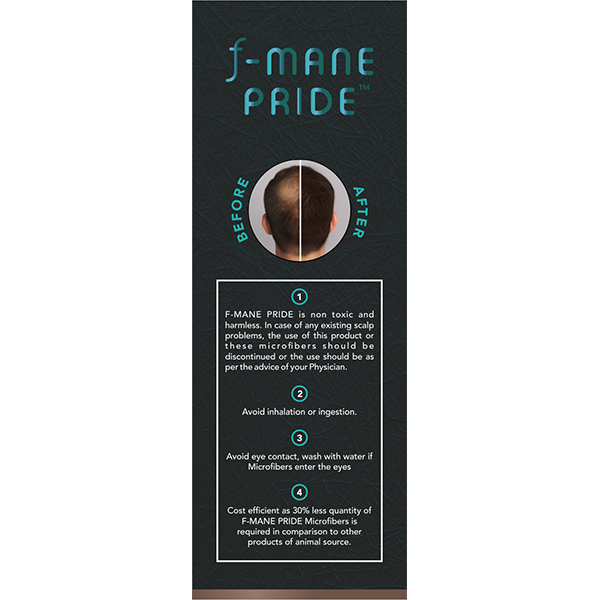 f-MANE
PRIDE™
BEFORE
AFTER
1
F-MANE PRIDE is non toxic and
harmless. In case of any existing scalp
problems, the use of this product or
these microfibers should be
discontinued or the use should be as
per the advice of your Physician.
2
Avoid inhalation or ingestion.
3
Avoid eye contact, wash with water if
Microfibers enter the eyes
4
Cost efficient as 30% less quantity of
F-MANE PRIDE Microfibers is
required in comparison to other
products of animal source.